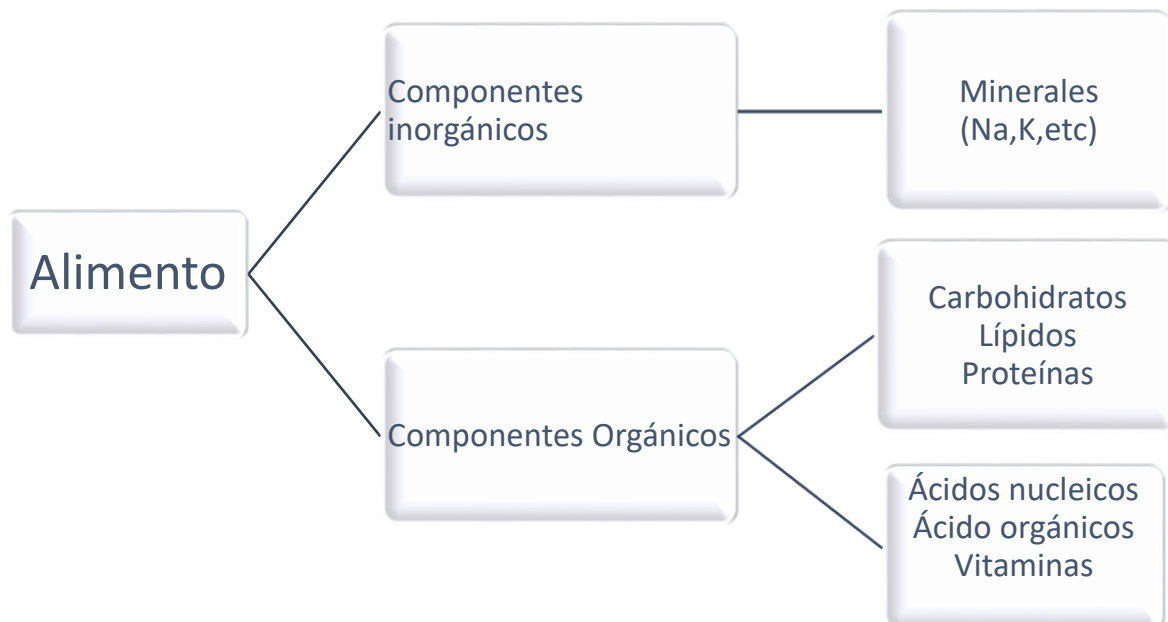 Alimento
Componentes
inorgánicos
Minerales
(Na,K,etc)
Componentes Orgánicos
Carbohidratos
Lípidos
Proteínas
Ácidos nucleicos
Ácido orgánicos
Vitaminas